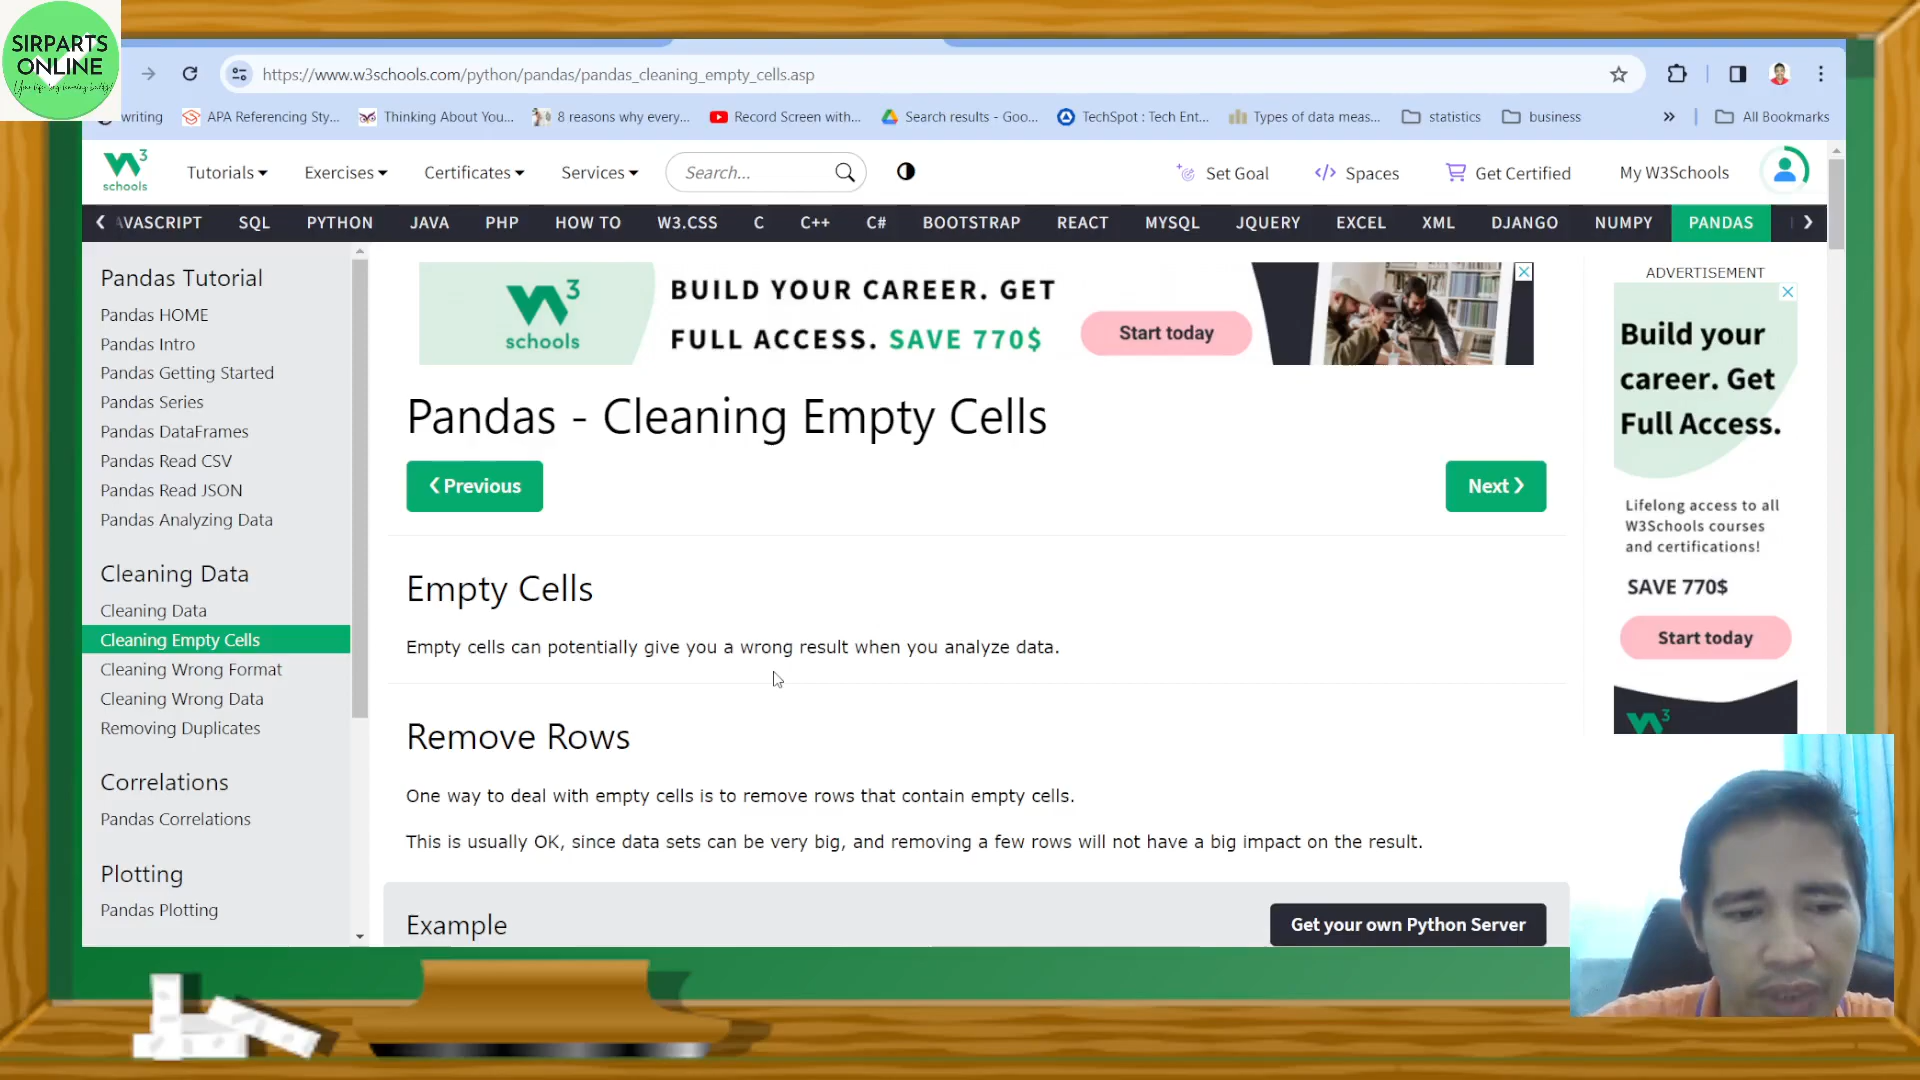 SIRPARTS
ONLINE
https://www.w3schools.com/python/pandas/pandas_cleaning_empty_cells.asp
writing
APA Referencing Sty...
Thinking About You...
8 reasons why every...
Record Screen with...
Search results - Goo...
TechSpot : Tech Ent...
Types of data meas...
statistics
business
»
All Bookmarks
W3
schools
Tutorials
Exercises
Certificates
Services
Search...
Set Goal
Spaces
Get Certified
My W3Schools
AVASCRIPT
SQL
PYTHON
JAVA
PHP
HOW TO
W3.CSS
C
C++
C#
BOOTSTRAP
REACT
MYSQL
JQUERY
EXCEL
XML
DJANGO
NUMPY
PANDAS
Pandas Tutorial
Pandas HOME
Pandas Intro
Pandas Getting Started
Pandas Series
Pandas DataFrames
Pandas Read CSV
Pandas Read JSON
Pandas Analyzing Data
Cleaning Data
Cleaning Data
Cleaning Empty Cells
Cleaning Wrong Format
Cleaning Wrong Data
Removing Duplicates
Correlations
Pandas Correlations
Plotting
Pandas Plotting
W3
schools
BUILD YOUR CAREER. GET
FULL ACCESS. SAVE 770$
Start today
Pandas - Cleaning Empty Cells
❮ Previous
Next ❯
Empty Cells
Empty cells can potentially give you a wrong result when you analyze data.
Remove Rows
One way to deal with empty cells is to remove rows that contain empty cells.
This is usually OK, since data sets can be very big, and removing a few rows will not have a big impact on the result.
Example
Get your own Python Server
ADVERTISEMENT
Build your
career. Get
Full Access.
Lifelong access to all
W3Schools courses
and certifications!
SAVE 770$
Start today
W3